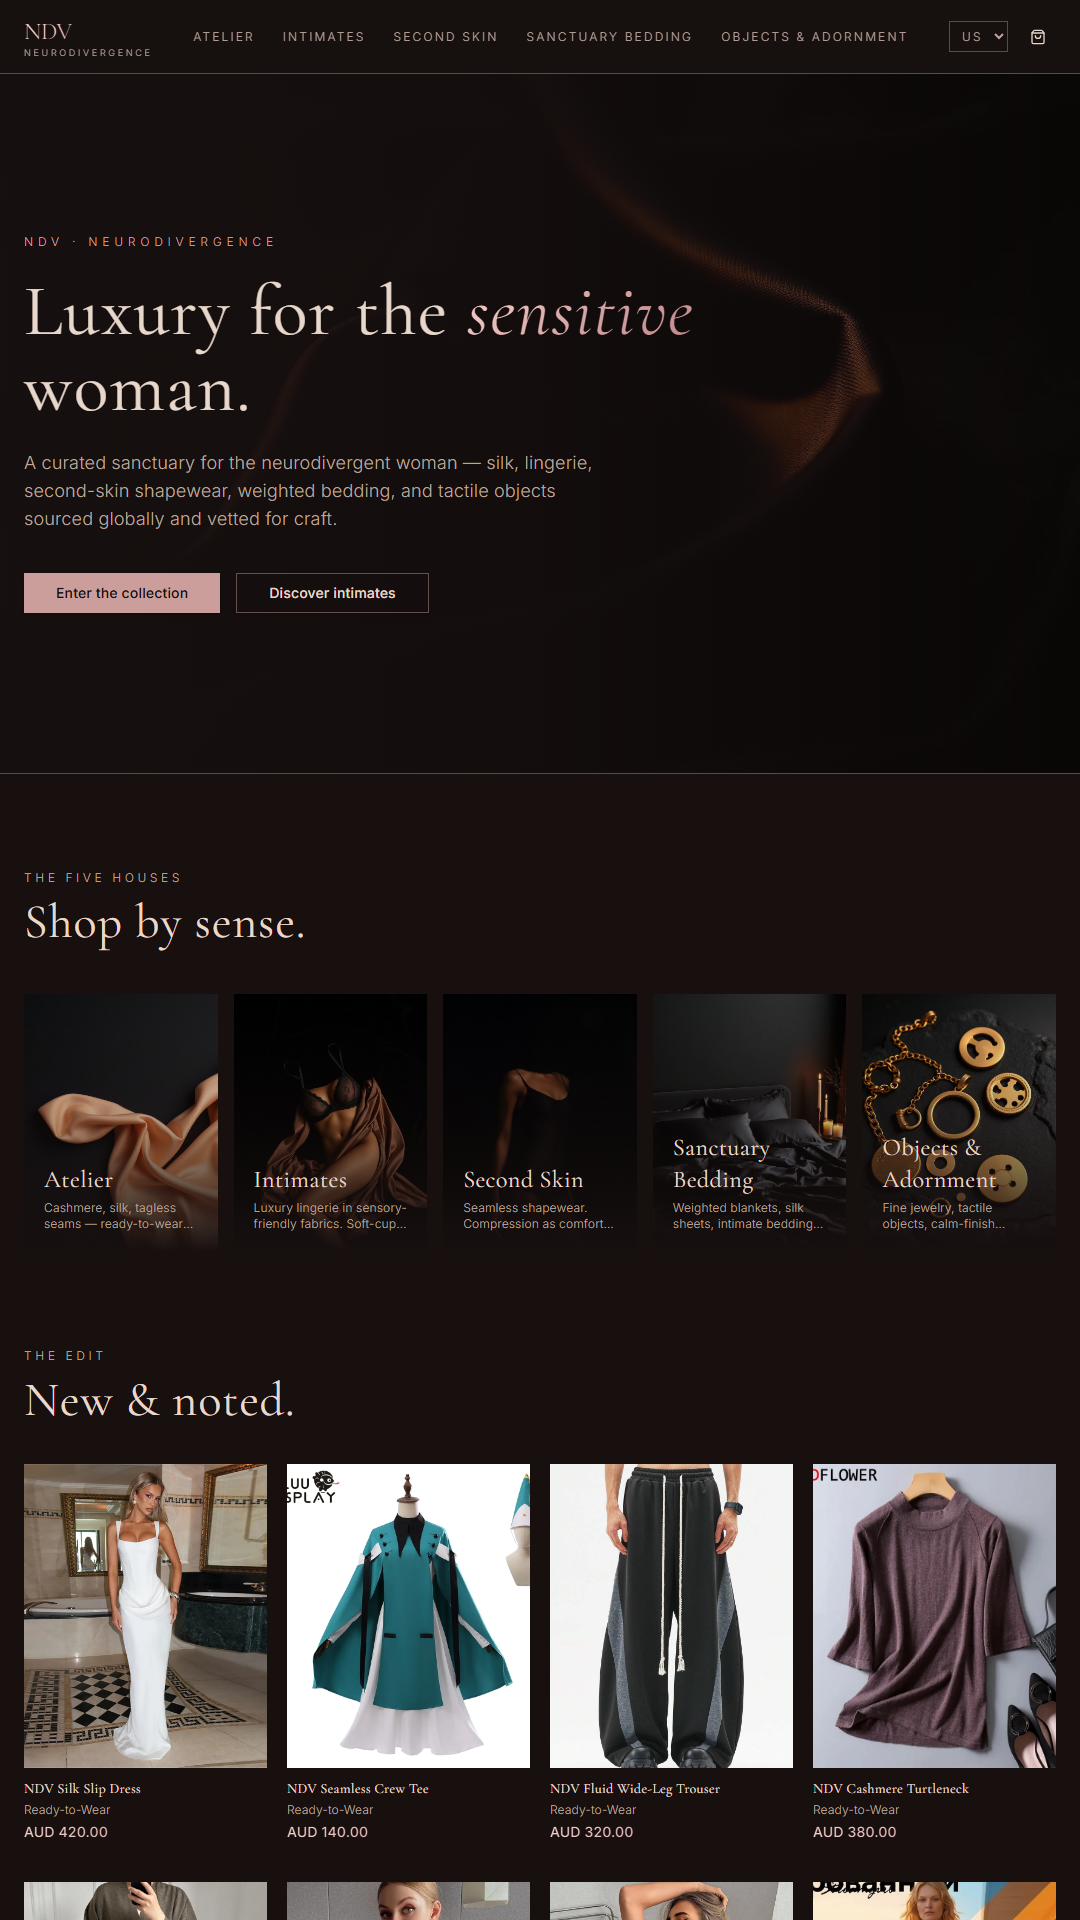 NDV
NEURODIVERGENCE
ATELIER
INTIMATES
SECOND SKIN
SANCTUARY BEDDING
OBJECTS & ADORNMENT
US
NDV · NEURODIVERGENCE
Luxury for the sensitive
woman.
A curated sanctuary for the neurodivergent woman — silk, lingerie,
second-skin shapewear, weighted bedding, and tactile objects
sourced globally and vetted for craft.
Enter the collection
Discover intimates
THE FIVE HOUSES
Shop by sense.
Atelier
Cashmere, silk, tagless
seams — ready-to-wear...
Intimates
Luxury lingerie in sensory-
friendly fabrics. Soft-cup...
Second Skin
Seamless shapewear.
Compression as comfort...
Sanctuary
Bedding
Weighted blankets, silk
sheets, intimate bedding...
Objects &
Adornment
Fine jewelry, tactile
objects, calm-finish...
THE EDIT
New & noted.
LUU
SPLAY
FLOWER
NDV Silk Slip Dress
Ready-to-Wear
AUD 420.00
NDV Seamless Crew Tee
Ready-to-Wear
AUD 140.00
NDV Fluid Wide-Leg Trouser
Ready-to-Wear
AUD 320.00
NDV Cashmere Turtleneck
Ready-to-Wear
AUD 380.00